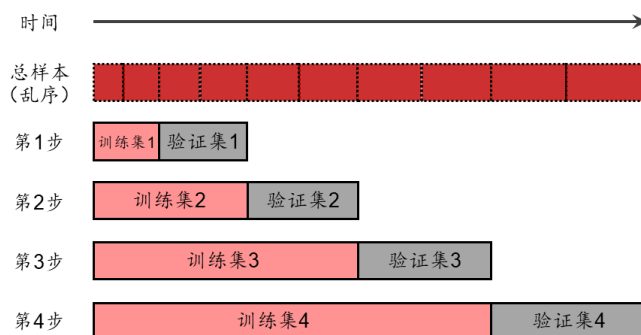 时间
总样本
（乱序）
第1步
训练集1 验证集1
第2步
训练集2 验证集2
第3步
训练集3 验证集3
第4步
训练集4 验证集4